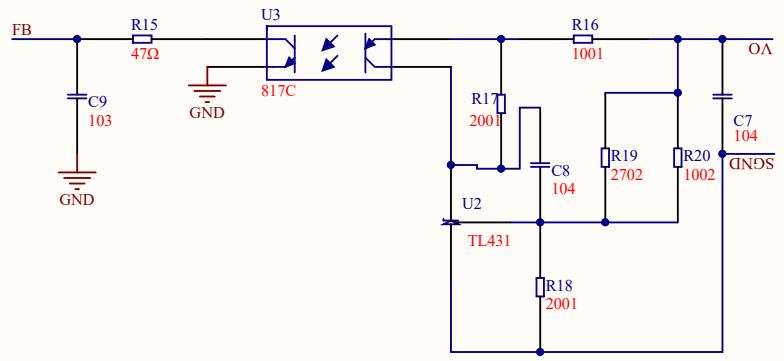 FB
R15
47Ω
U3
817C
R16
1001
VO
C9
103
GND
GND
R17
2001
C8
104
R19
2702
R20
1002
C7
104
SGND
U2
TL431
R18
2001